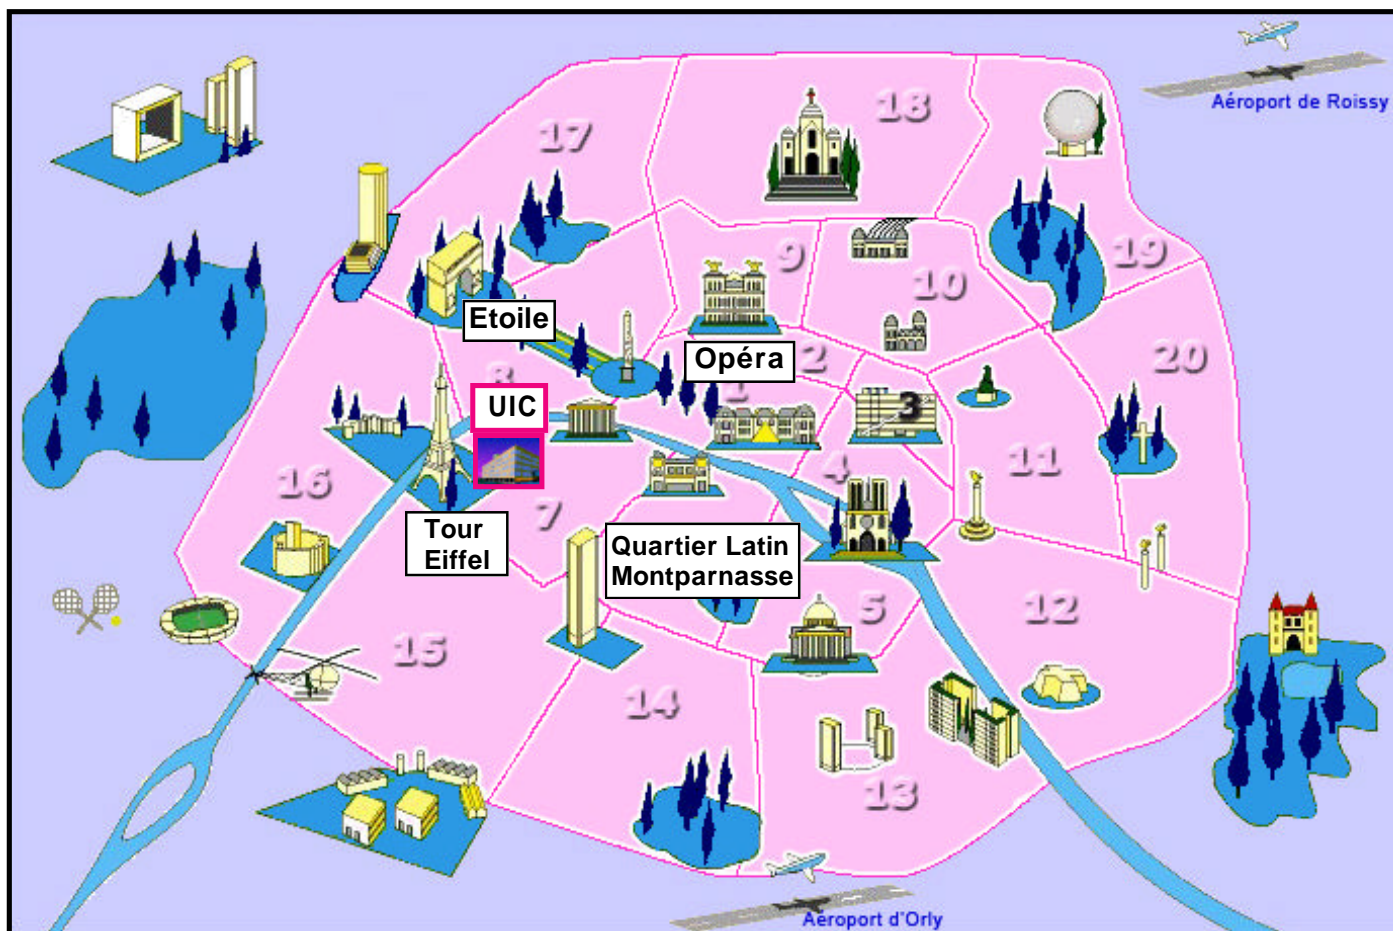 Aéroport de Roissy
18
17
19
9
10
Etoile
Opéra
2
20
8
1
UIC
3
11
16
4
7
Tour
Eiffel
Quartier Latin
Montparnasse
12
5
15
14
13
Aéroport d'Orly